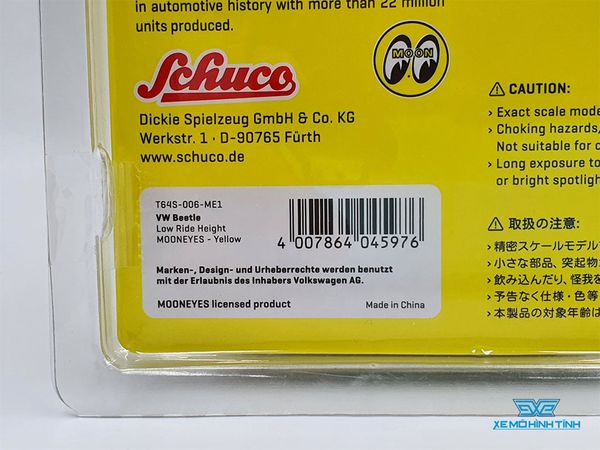 in automotive history with more than 22 million
units produced.
Schuco
MOON
Dickie Spielzeug GmbH & Co. KG
Werkstr. 1 · D-90765 Fürth
www.schuco.de
T64S-006-ME1
VW Beetle
Low Ride Height
MOONEYES - Yellow
4 007864 045976
Marken-, Design- und Urheberrechte werden benutzt
mit der Erlaubnis des Inhabers Volkswagen AG.
MOONEYES licensed product
Made in China
CAUTION:
› Exact scale mode
› Choking hazards,
Not suitable for c
› Long exposure to
or bright spotligh
取扱の注意:
› 精密スケールモデル
› 小さな部品、突起物
› 飲み込んだり、怪我を
› 予告なく仕様・色等
› 本製品の対象年齢は
XEMOHINHTINH